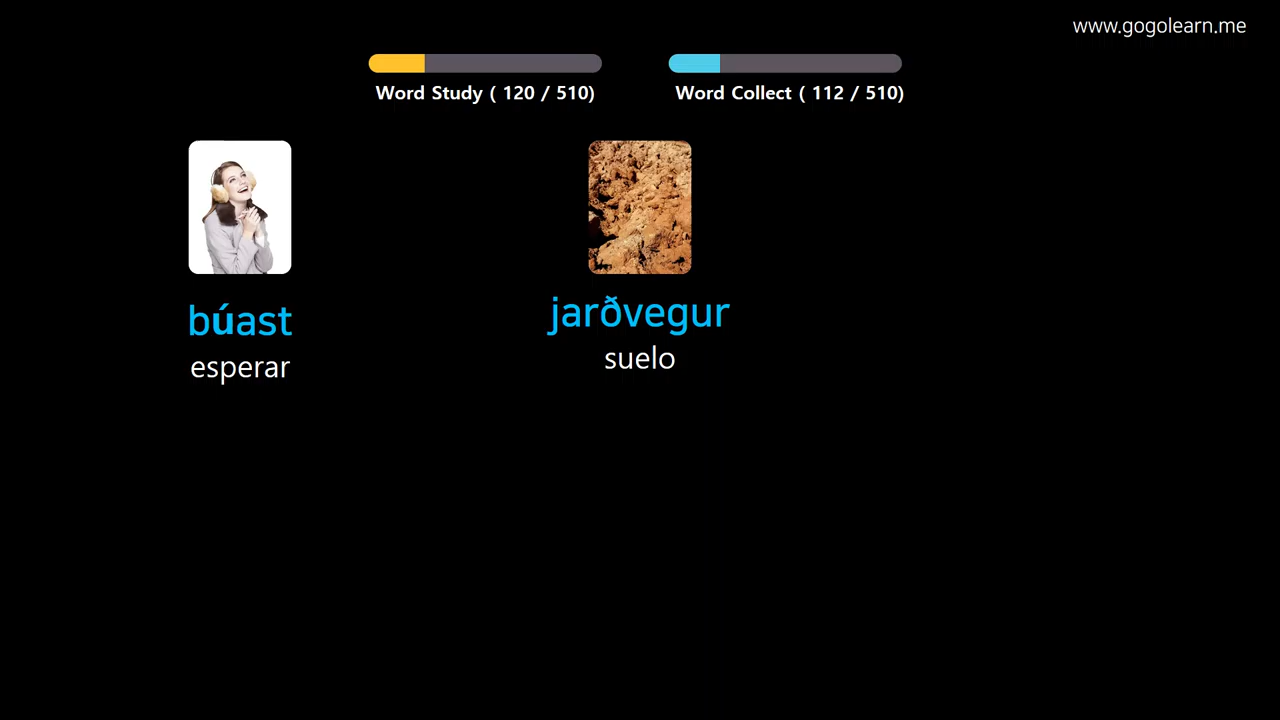 www.gogolearn.me
Word Study ( 120 / 510)
Word Collect ( 112 / 510)
búast
esperar
jarðvegur
suelo